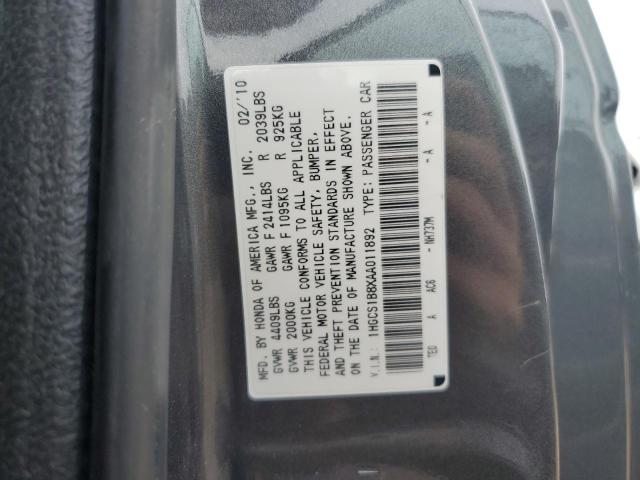 MFD. BY HONDA OF AMERICA MFG., INC. 02/'10
GVWR 4409LBS GAWR F 2414LBS R 2039LBS
GVWR 2000KG GAWR F 1095KG R 925KG
THIS VEHICLE CONFORMS TO ALL APPLICABLE
FEDERAL MOTOR VEHICLE SAFETY, BUMPER,
AND THEFT PREVENTION STANDARDS IN EFFECT
ON THE DATE OF MANUFACTURE SHOWN ABOVE.
V.I.N.: 1HGCS1B8XAA011892 TYPE: PASSENGER CAR
TE0 A AC6 - NH737M - A - A